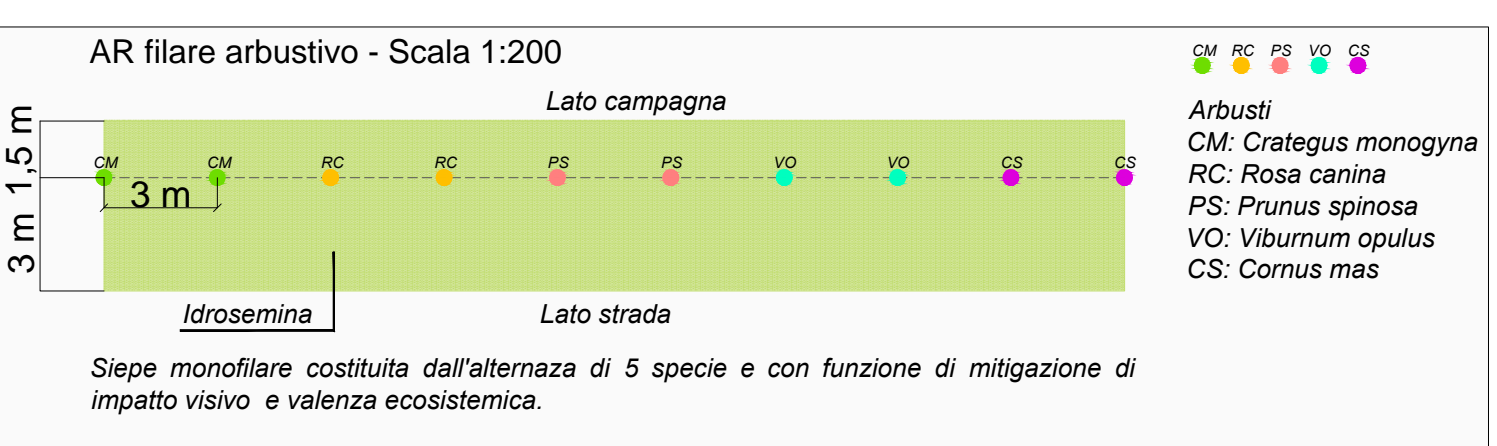 AR filare arbustivo - Scala 1:200
CM RC PS VO CS
Lato campagna
1,5 m
CM CM RC RC PS PS VO VO CS CS
3 m
3 m
Idrosemina
Lato strada
Arbusti
CM: Crategus monogyna
RC: Rosa canina
PS: Prunus spinosa
VO: Viburnum opulus
CS: Cornus mas
Siepe monofilare costituita dall'alternaza di 5 specie e con funzione di mitigazione di
impatto visivo e valenza ecosistemica.